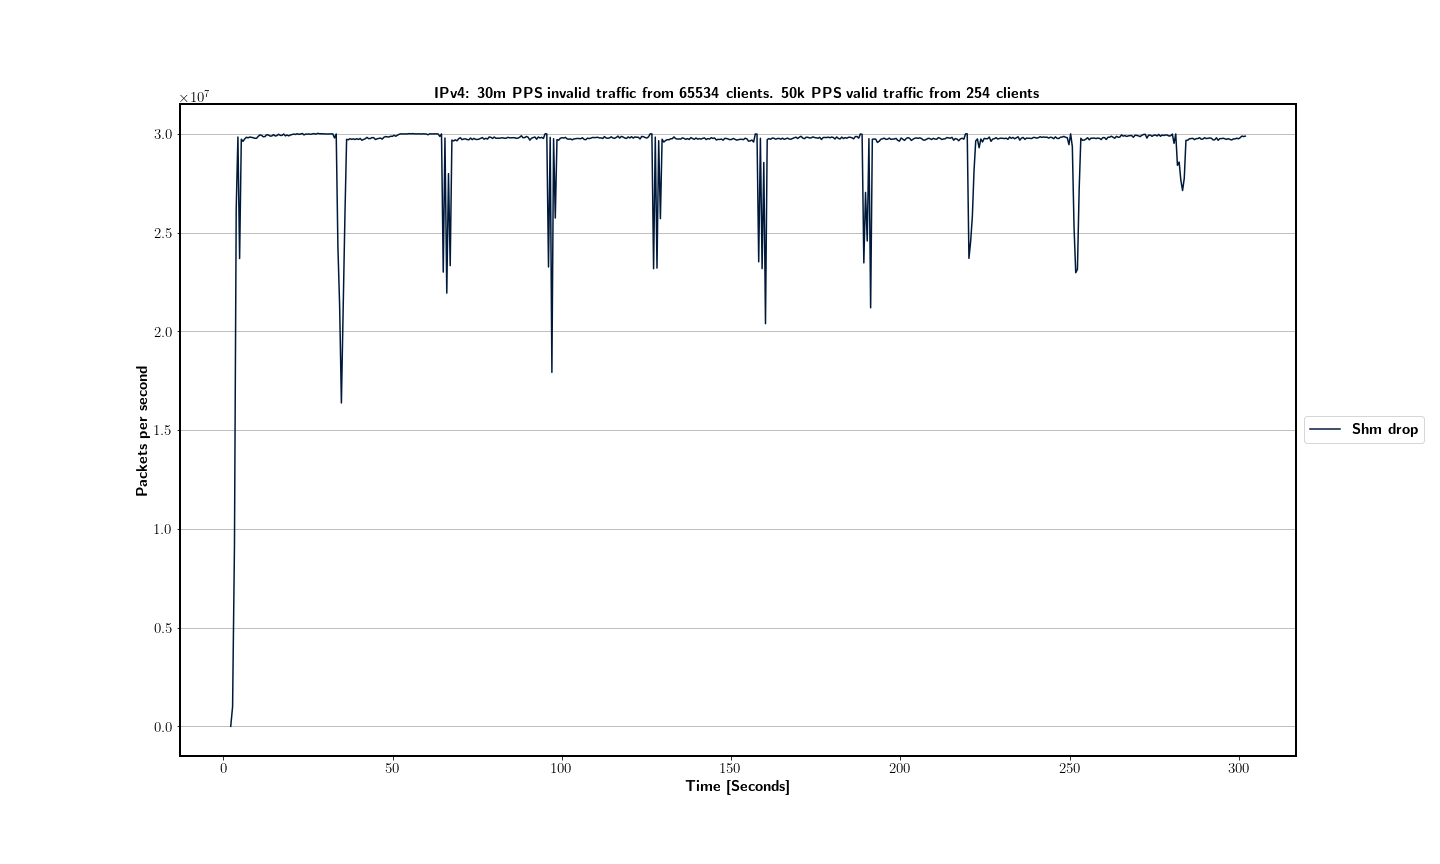 IPv4: 30m PPS invalid traffic from 65534 clients. 50k PPS valid traffic from 254 clients
×10⁷
3.0
2.5
2.0
1.5
1.0
0.5
0.0
Packets per second
Shm drop
0 50 100 150 200 250 300
Time [Seconds]